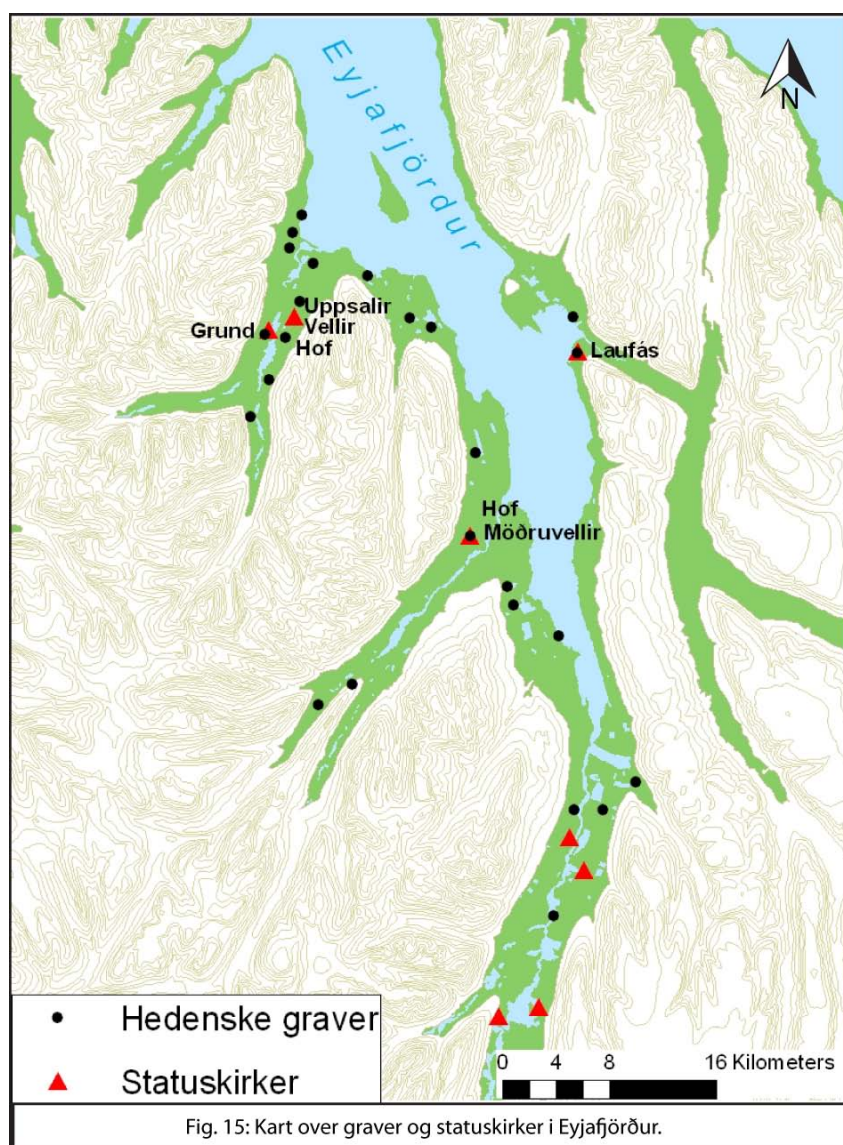 Eyjafjördur
N
Uppsalir
Grund
Vellir
Hof
Laufás
Hof
Möðruvellir
Hedenske graver
Statuskirker
0 4 8 16 Kilometers
Fig. 15: Kart over graver og statuskirker i Eyjafjörður.